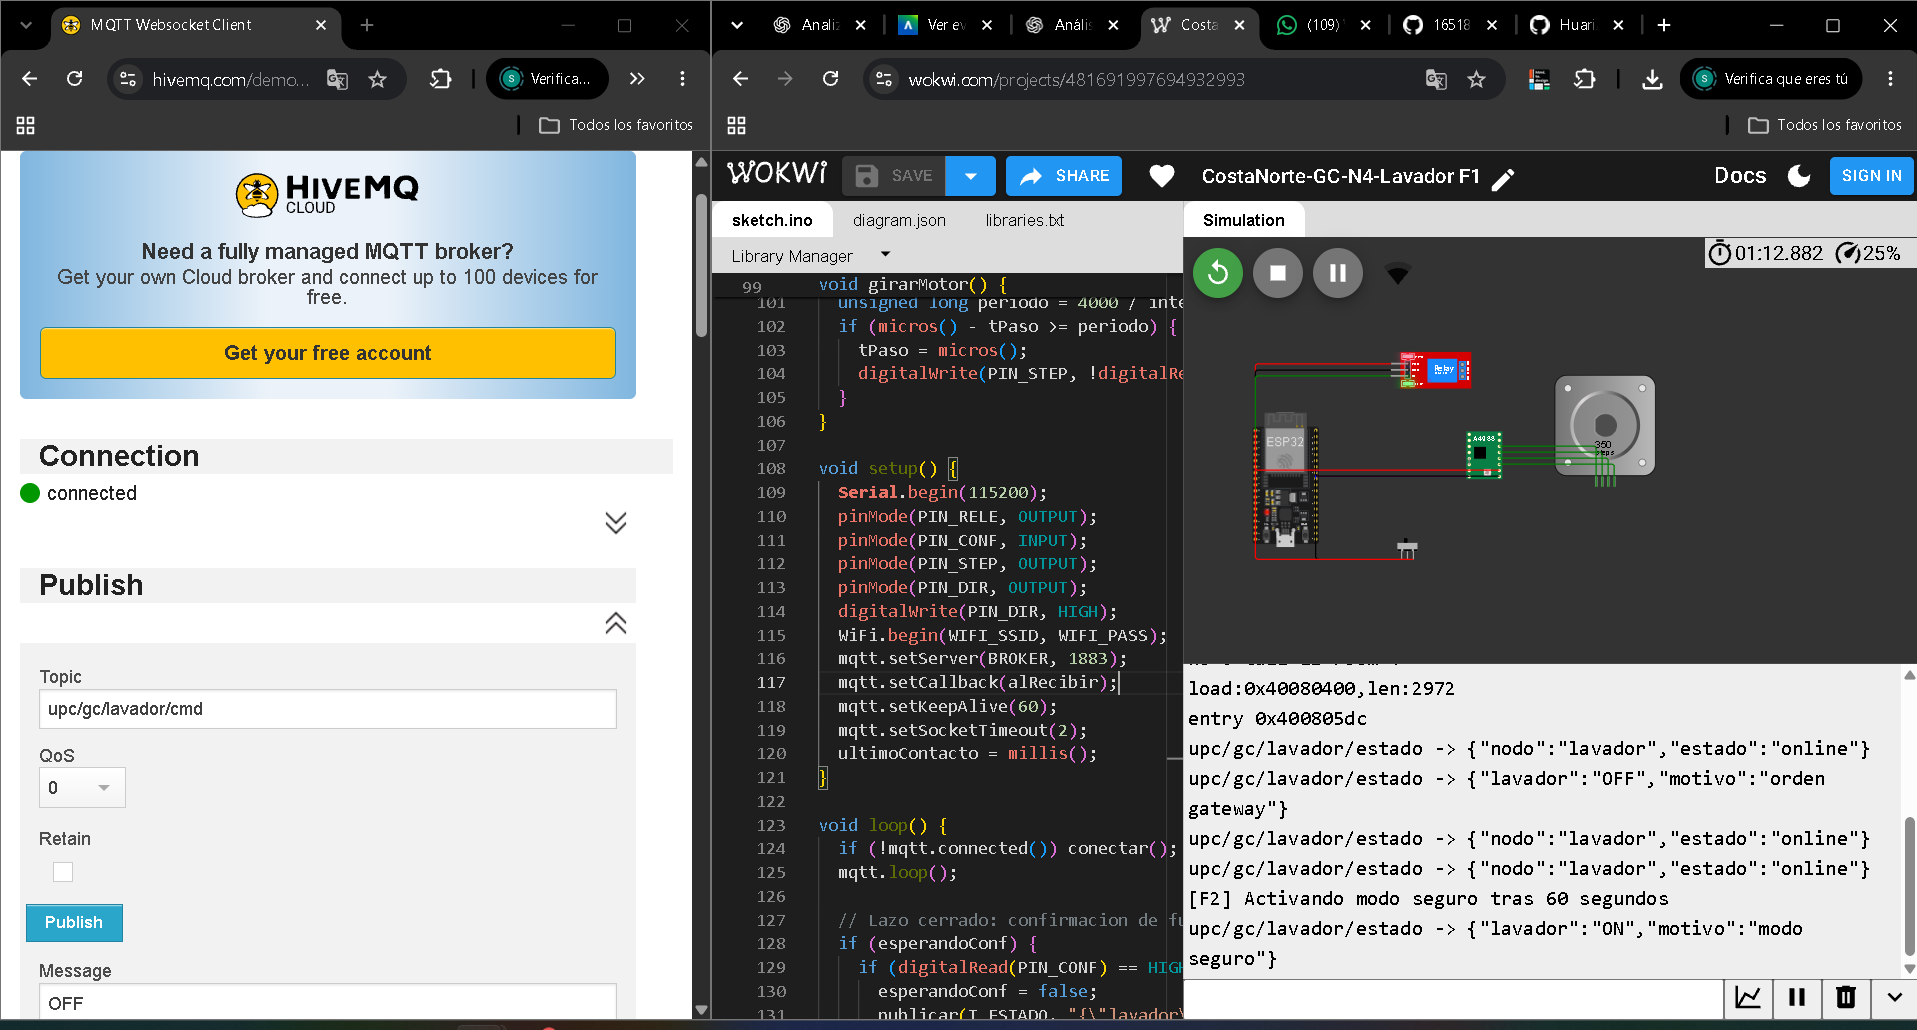 MQTT Websocket Client
hivemq.com/demo...
Verifica...
Todos los favoritos
HIVEMQ
CLOUD
Need a fully managed MQTT broker?
Get your own Cloud broker and connect up to 100 devices for
free.
Get your free account
Connection
connected
Publish
Topic
upc/gc/lavador/cmd
QoS
0
Retain
Publish
Message
OFF
Analiz
Ver ev
Anális
Costa
(109)
16518
Huari
wokwi.com/projects/481691997694932993
Verifica que eres tú
Todos los favoritos
WOKWI
SAVE
SHARE
CostaNorte-GC-N4-Lavador F1
Docs
SIGN IN
sketch.ino
diagram.json
libraries.txt
Library Manager
99 void girarMotor() {
101 unsigned long periodo = 4000 / inte
102 if (micros() - tPaso >= periodo) {
103 tPaso = micros();
104 digitalWrite(PIN_STEP, !digitalRe
105 }
106 }
107
108 void setup() {
109 Serial.begin(115200);
110 pinMode(PIN_RELE, OUTPUT);
111 pinMode(PIN_CONF, INPUT);
112 pinMode(PIN_STEP, OUTPUT);
113 pinMode(PIN_DIR, OUTPUT);
114 digitalWrite(PIN_DIR, HIGH);
115 WiFi.begin(WIFI_SSID, WIFI_PASS);
116 mqtt.setServer(BROKER, 1883);
117 mqtt.setCallback(alRecibir);
118 mqtt.setKeepAlive(60);
119 mqtt.setSocketTimeout(2);
120 ultimoContacto = millis();
121 }
122
123 void loop() {
124 if (!mqtt.connected()) conectar();
125 mqtt.loop();
126
127 // Lazo cerrado: confirmacion de fu
128 if (esperandoConf) {
129 if (digitalRead(PIN_CONF) == HIGH
130 esperandoConf = false;
131 publicar(T_ESTADO, "{\"lavador\
Simulation
01:12.882
25%
Relay
ESP32
A4988
350
steps
load:0x40080400,len:2972
entry 0x400805dc
upc/gc/lavador/estado -> {"nodo":"lavador","estado":"online"}
upc/gc/lavador/estado -> {"lavador":"OFF","motivo":"orden
gateway"}
upc/gc/lavador/estado -> {"nodo":"lavador","estado":"online"}
upc/gc/lavador/estado -> {"nodo":"lavador","estado":"online"}
[F2] Activando modo seguro tras 60 segundos
upc/gc/lavador/estado -> {"lavador":"ON","motivo":"modo
seguro"}